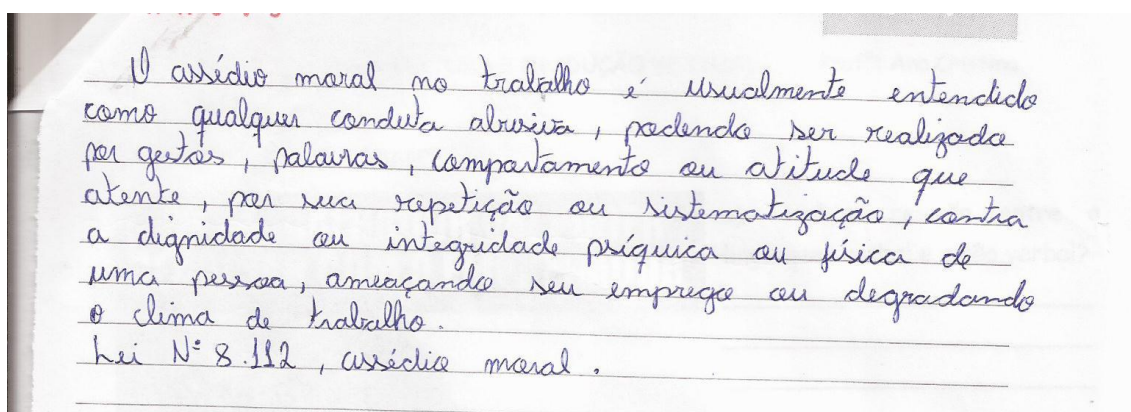 O assédio moral no trabalho é usualmente entendido
como qualquer conduta abusiva, podendo ser realizada
por gestos, palavras, comportamento ou atitude que
atente, por sua repetição ou sistematização, contra
a dignidade ou integridade psíquica ou física de
uma pessoa, ameaçando seu emprego ou degradando
o clima de trabalho.
Lei Nº 8.112, assédio moral.